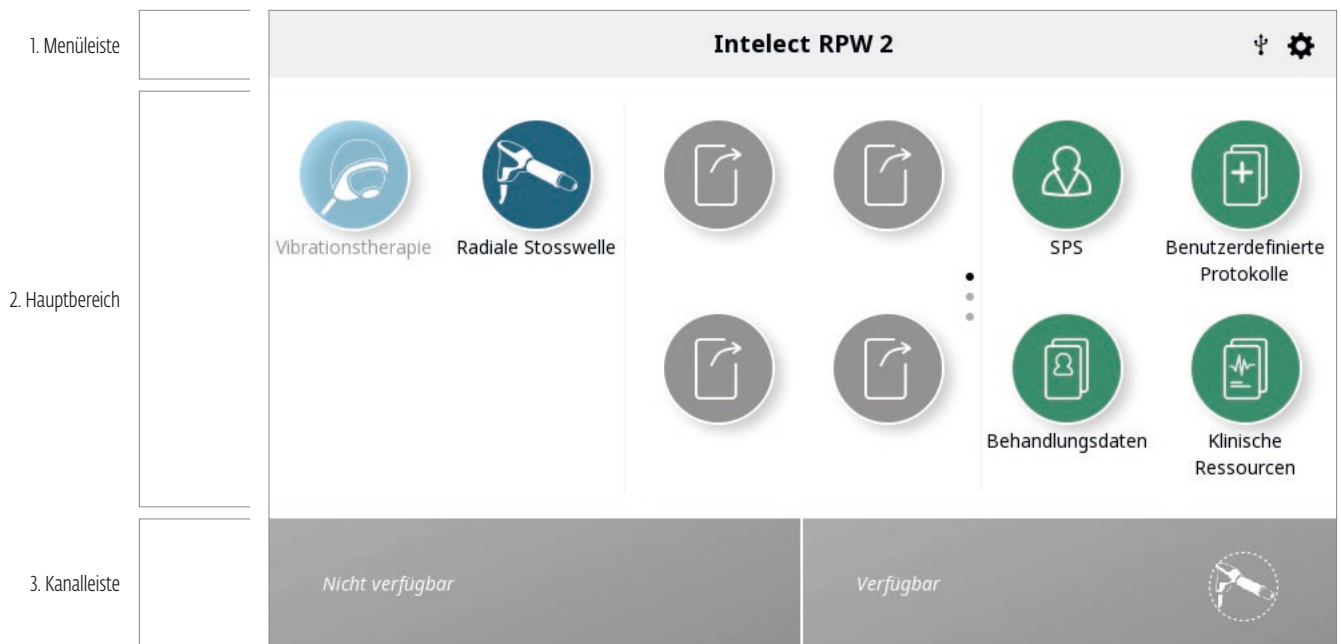 1. Menüleiste
Intelect RPW 2
Vibrationstherapie
Radiale Stosswelle
SPS
Benutzerdefinierte
Protokolle
2. Hauptbereich
Behandlungsdaten
Klinische
Ressourcen
3. Kanalleiste
Nicht verfügbar
Verfügbar